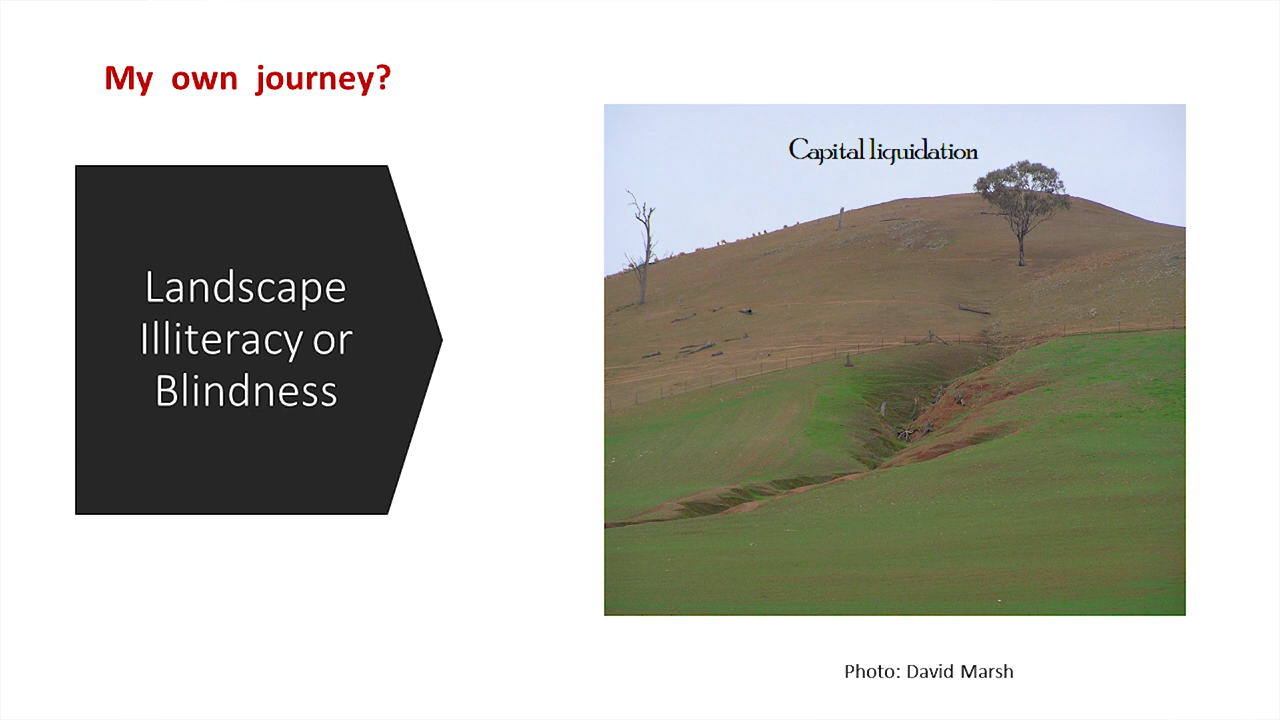 My own journey?
Landscape
Illiteracy or
Blindness
Capital liquidation
Photo: David Marsh